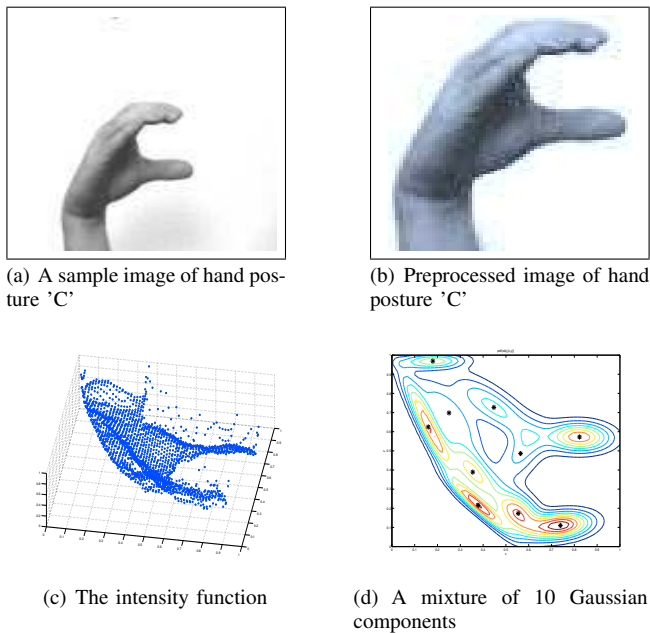 (a) A sample image of hand pos-
ture ’C’
(b) Preprocessed image of hand
posture ’C’
(c) The intensity function
(d) A mixture of 10 Gaussian
components